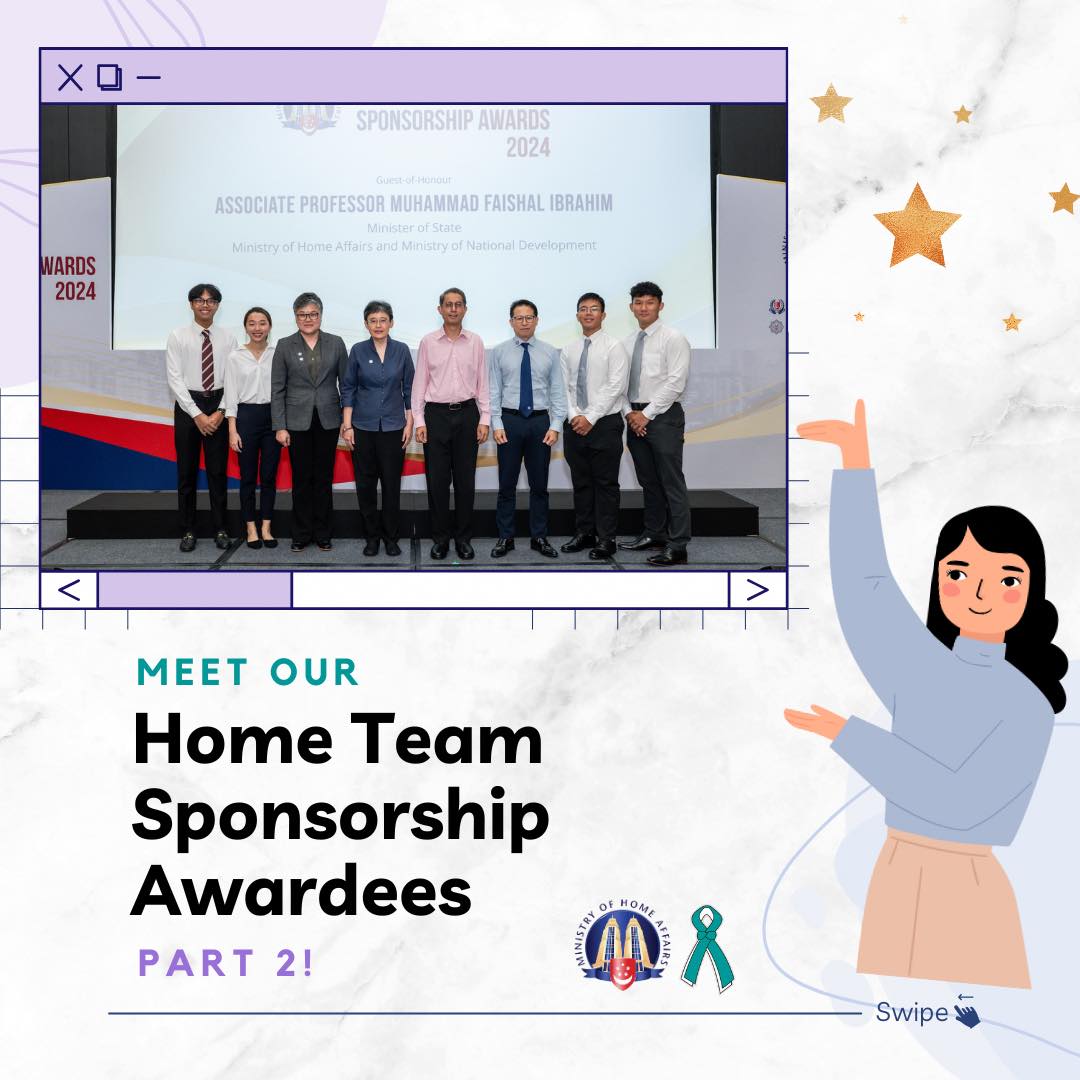 SPONSORSHIP AWARDS
2024
Guest-of-Honour
ASSOCIATE PROFESSOR MUHAMMAD FAISHAL IBRAHIM
Minister of State
Ministry of Home Affairs and Ministry of National Development
WARDS
2024
MEET OUR
Home Team
Sponsorship
Awardees
PART 2!
MINISTRY OF HOME AFFAIRS
Swipe